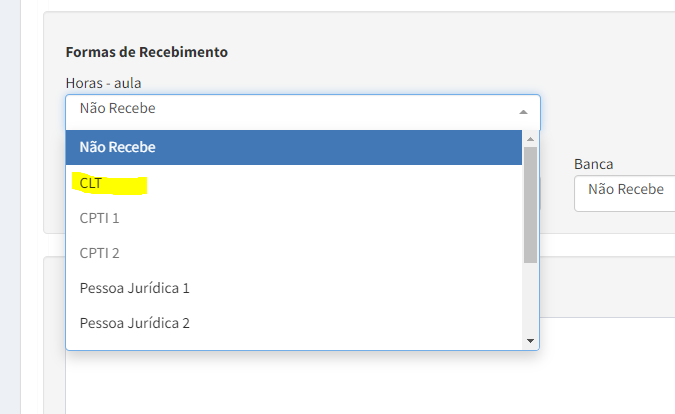 Formas de Recebimento
Horas - aula
Não Recebe
Não Recebe
CLT
CPTI 1
CPTI 2
Pessoa Jurídica 1
Pessoa Jurídica 2
Banca
Não Recebe